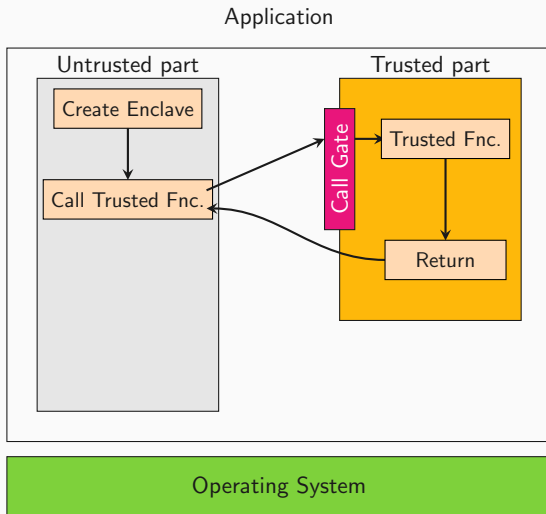 Application
Untrusted part
Trusted part
Create Enclave
Call Gate
Trusted Fnc.
Call Trusted Fnc.
Return
Operating System